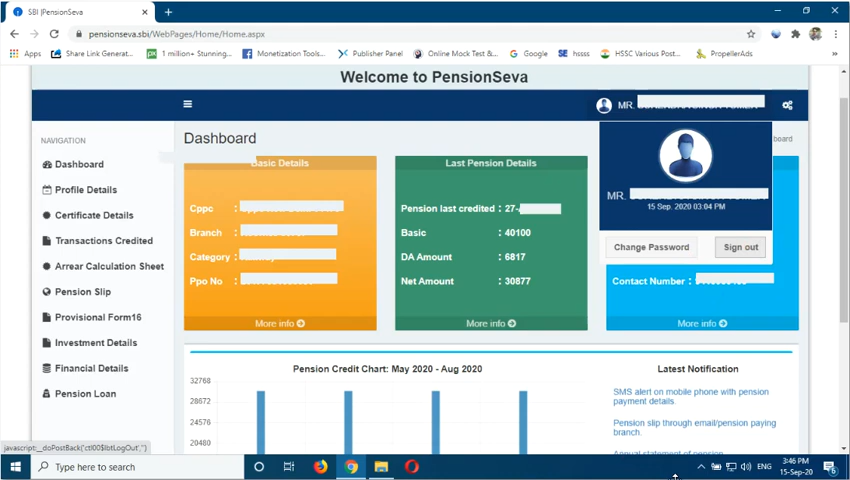 SBI |PensionSeva
pensionseva.sbi/WebPages/Home/Home.aspx
Apps
Share Link Generat...
1 million+ Stunning...
Monetization Tools...
Publisher Panel
Online Mock Test &...
Google
hssss
HSSC Various Post...
PropellerAds
Welcome to PensionSeva
MR.
NAVIGATION
Dashboard
Profile Details
Certificate Details
Transactions Credited
Arrear Calculation Sheet
Pension Slip
Provisional Form16
Investment Details
Financial Details
Pension Loan
Dashboard
Basic Details
Cppc :
Branch :
Category :
Ppo No :
More info
Last Pension Details
Pension last credited : 27-
Basic : 40100
DA Amount : 6817
Net Amount : 30877
More info
MR.
15 Sep. 2020 03:04 PM
Change Password
Sign out
Contact Number :
More info
Pension Credit Chart: May 2020 - Aug 2020
32768
28672
24576
20480
Latest Notification
SMS alert on mobile phone with pension
payment details.
Pension slip through email/pension paying
branch.
Annual statement of pension
javascript:__doPostBack('ctl00$lbtLogOut','')
Type here to search
ENG
3:46 PM
15-Sep-20